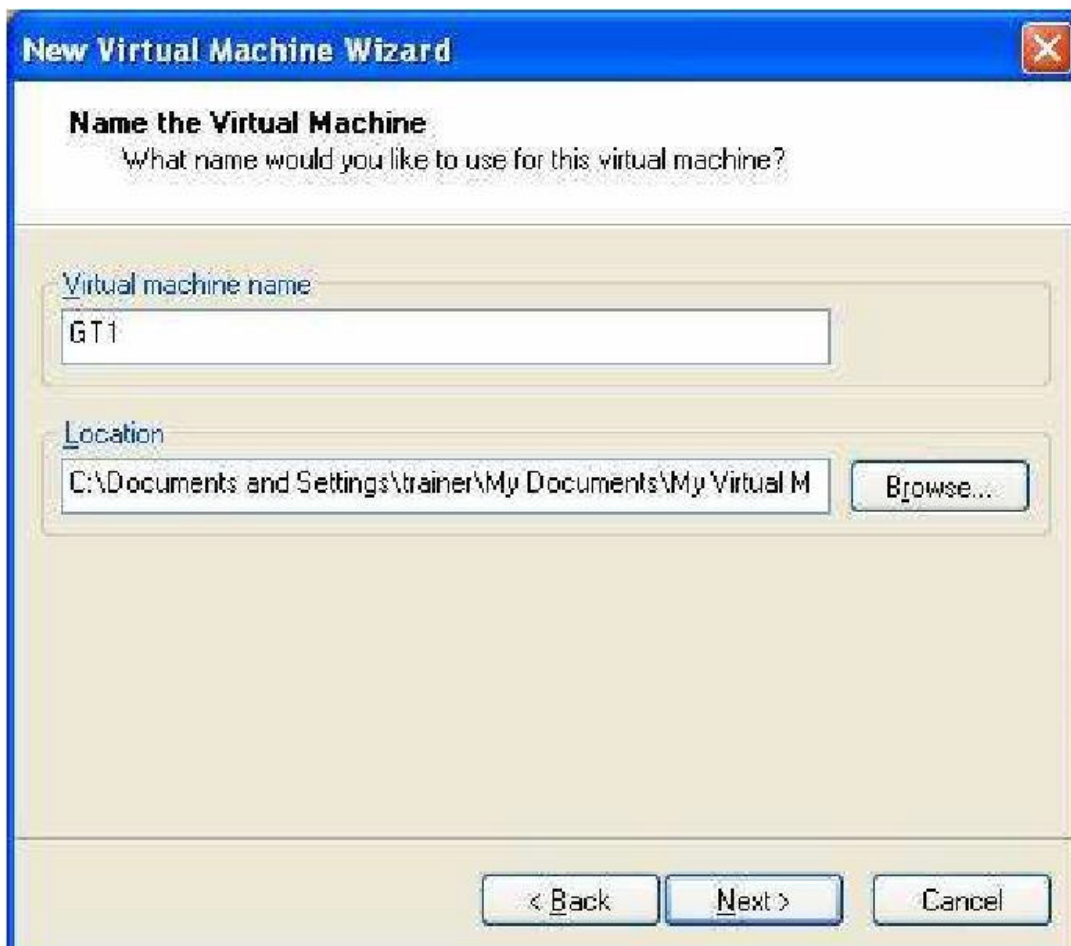 New Virtual Machine Wizard
Name the Virtual Machine
What name would you like to use for this virtual machine?
Virtual machine name
GT1
Location
C:\Documents and Settings\trainer\My Documents\My Virtual M
Browse...
< Back
Next >
Cancel